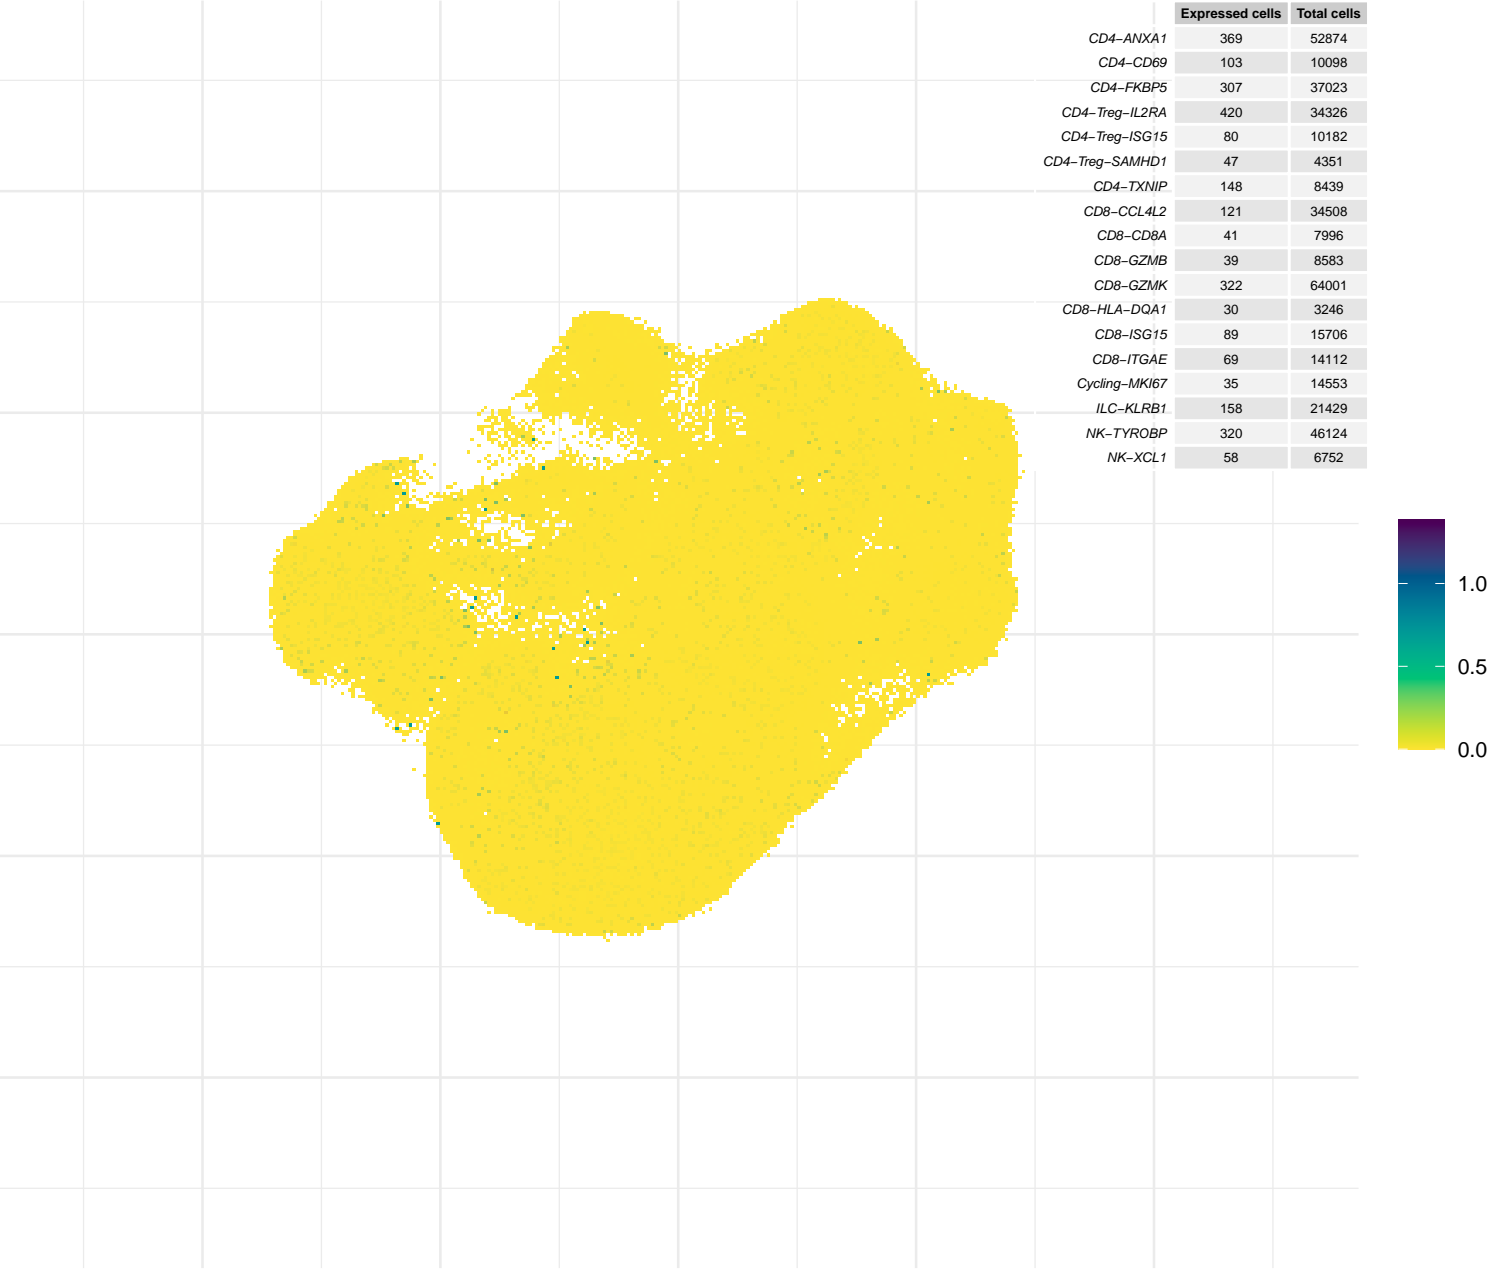 Expressed cells Total cells
CD4−ANXA1 369 52874
CD4−CD69 103 10098
CD4−FKBP5 307 37023
CD4−Treg−IL2RA 420 34326
CD4−Treg−ISG15 80 10182
CD4−Treg−SAMHD1 47 4351
CD4−TXNIP 148 8439
CD8−CCL4L2 121 34508
CD8−CD8A 41 7996
CD8−GZMB 39 8583
CD8−GZMK 322 64001
CD8−HLA−DQA1 30 3246
CD8−ISG15 89 15706
CD8−ITGAE 69 14112
Cycling−MKI67 35 14553
ILC−KLRB1 158 21429
NK−TYROBP 320 46124
NK−XCL1 58 6752
1.0
0.5
0.0